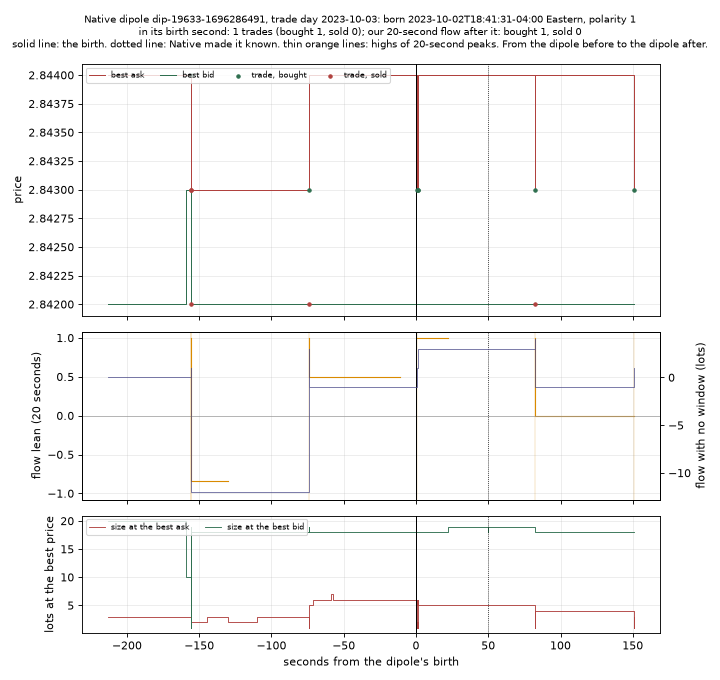 Native dipole dip-19633-1696286491, trade day 2023-10-03: born 2023-10-02T18:41:31-04:00 Eastern, polarity 1
in its birth second: 1 trades (bought 1, sold 0); our 20-second flow after it: bought 1, sold 0
solid line: the birth. dotted line: Native made it known. thin orange lines: highs of 20-second peaks. From the dipole before to the dipole after.
best ask best bid trade, bought trade, sold
2.84400
2.84375
2.84350
2.84325
2.84300
2.84275
2.84250
2.84225
2.84200
price
1.0
0.5
0.0
−0.5
−1.0
flow lean (20 seconds)
0
−5
−10
flow with no window (lots)
size at the best ask size at the best bid
20
15
10
5
lots at the best price
−200 −150 −100 −50 0 50 100 150
seconds from the dipole's birth